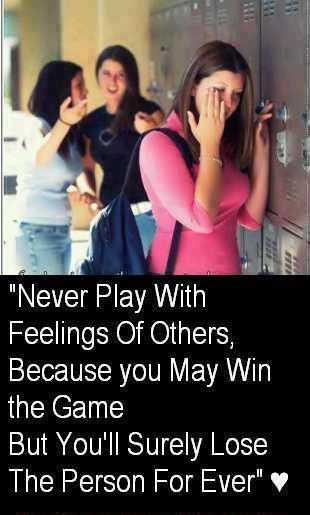 "Never Play With
Feelings Of Others,
Because you May Win
the Game
But You'll Surely Lose
The Person For Ever" ♥